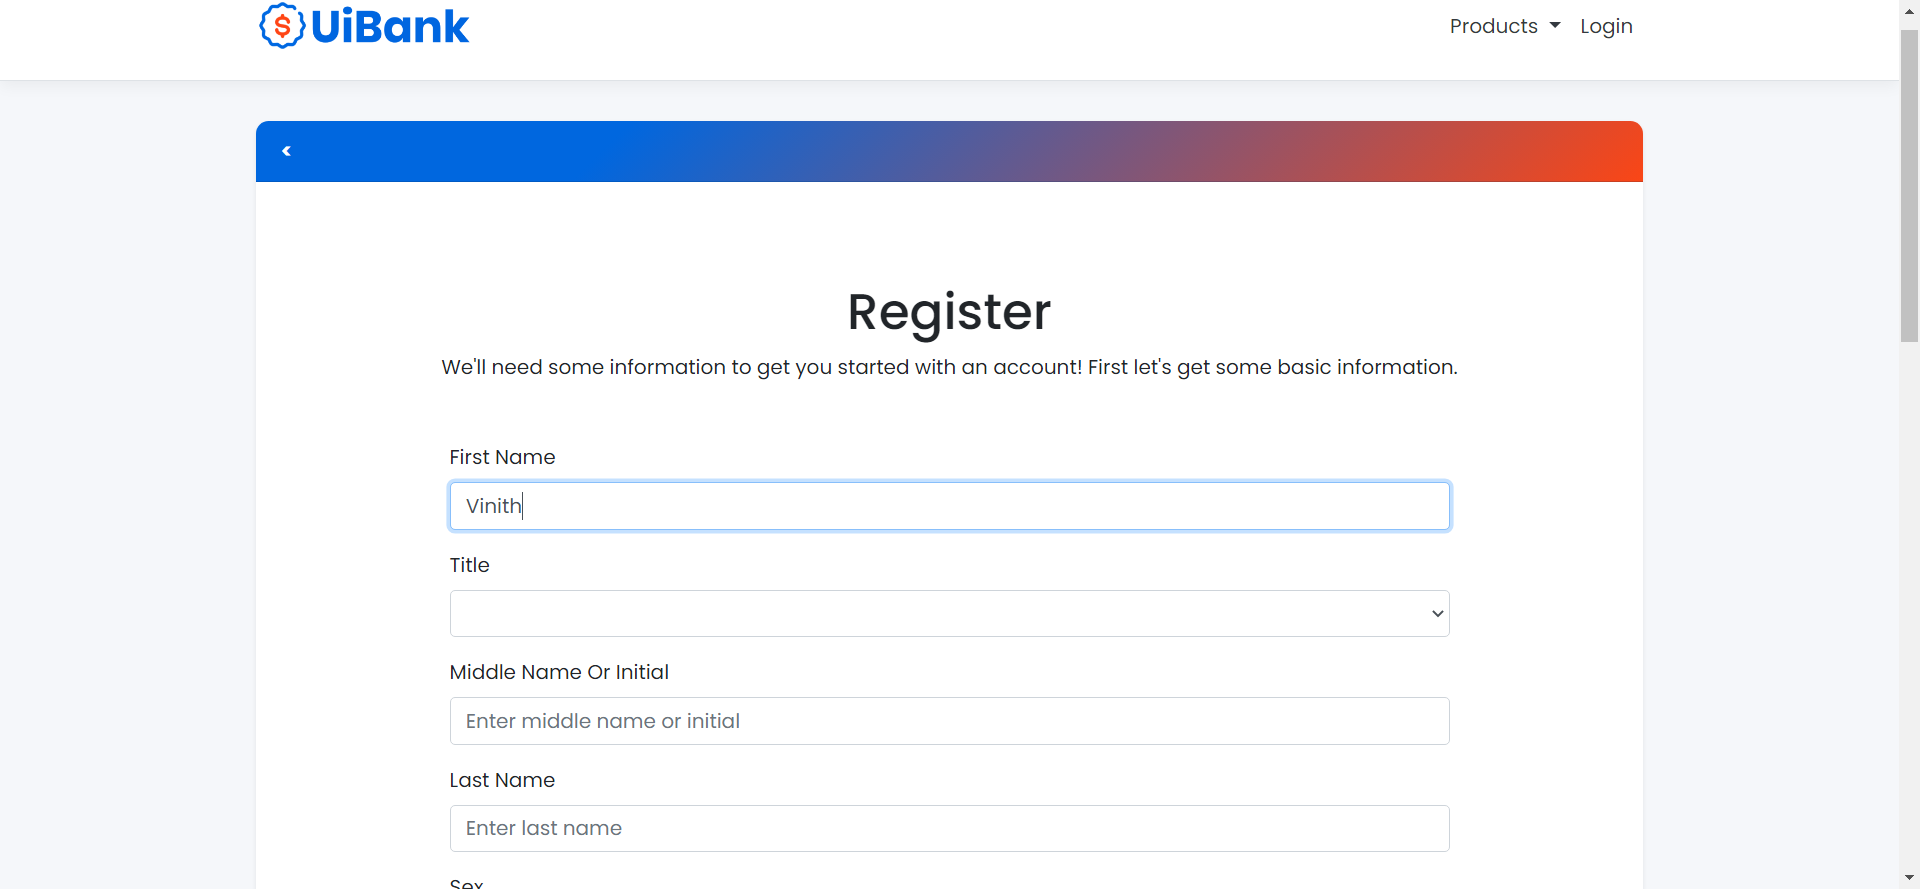 UiBank
Products
Login
Register
We'll need some information to get you started with an account! First let's get some basic information.
First Name
Vinith
Title
Middle Name Or Initial
Enter middle name or initial
Last Name
Enter last name
Sex